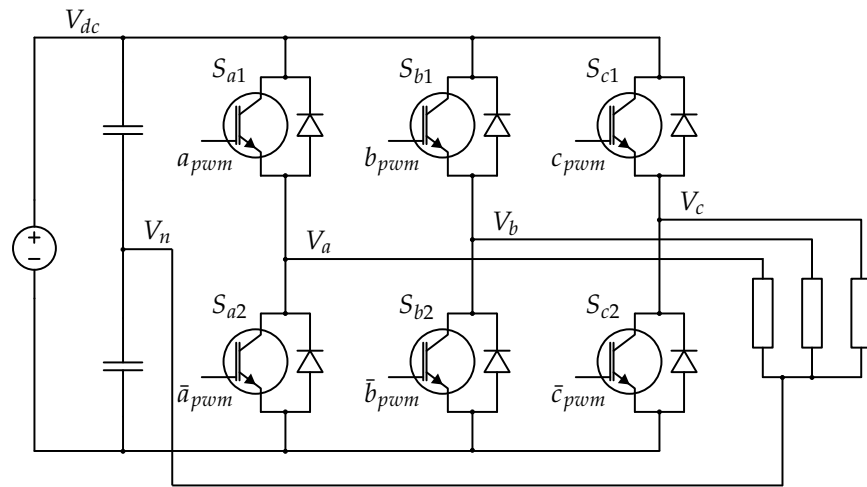 V_dc
S_a1 S_b1 S_c1
a_pwm b_pwm c_pwm
V_n V_a V_b V_c
+
−
S_a2 S_b2 S_c2
ā_pwm b̄_pwm c̄_pwm